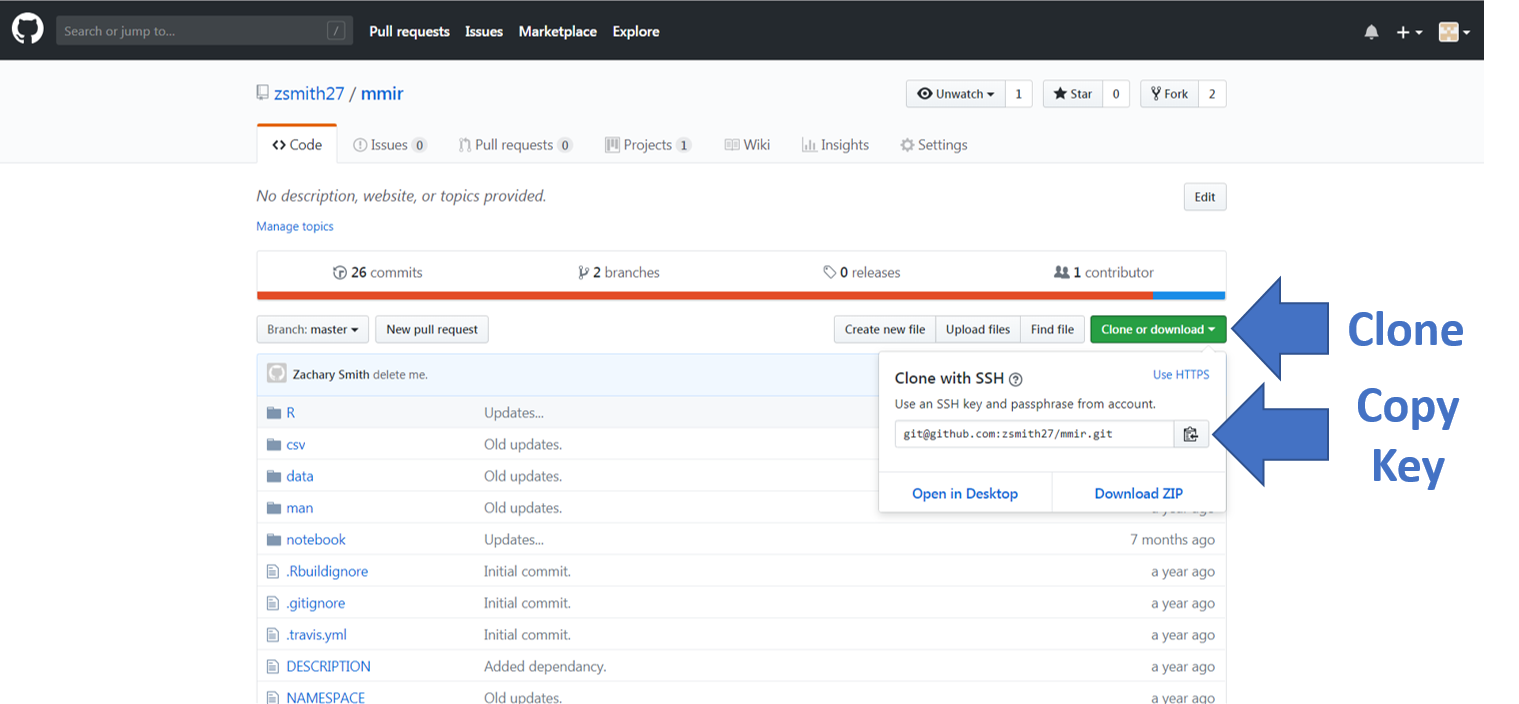 Search or jump to... /
Pull requests Issues Marketplace Explore
zsmith27 / mmir
Unwatch 1 Star 0 Fork 2
Code Issues 0 Pull requests 0 Projects 1 Wiki Insights Settings
No description, website, or topics provided.
Edit
Manage topics
26 commits 2 branches 0 releases 1 contributor
Branch: master New pull request Create new file Upload files Find file Clone or download
Clone
Zachary Smith delete me.
Clone with SSH ? Use HTTPS
Use an SSH key and passphrase from account.
git@github.com:zsmith27/mmir.git
Open in Desktop Download ZIP
Copy
Key
R Updates...
csv Old updates.
data Old updates.
man Old updates.
notebook Updates... 7 months ago
.Rbuildignore Initial commit. a year ago
.gitignore Initial commit. a year ago
.travis.yml Initial commit. a year ago
DESCRIPTION Added dependancy. a year ago
NAMESPACE Old updates. a year ago